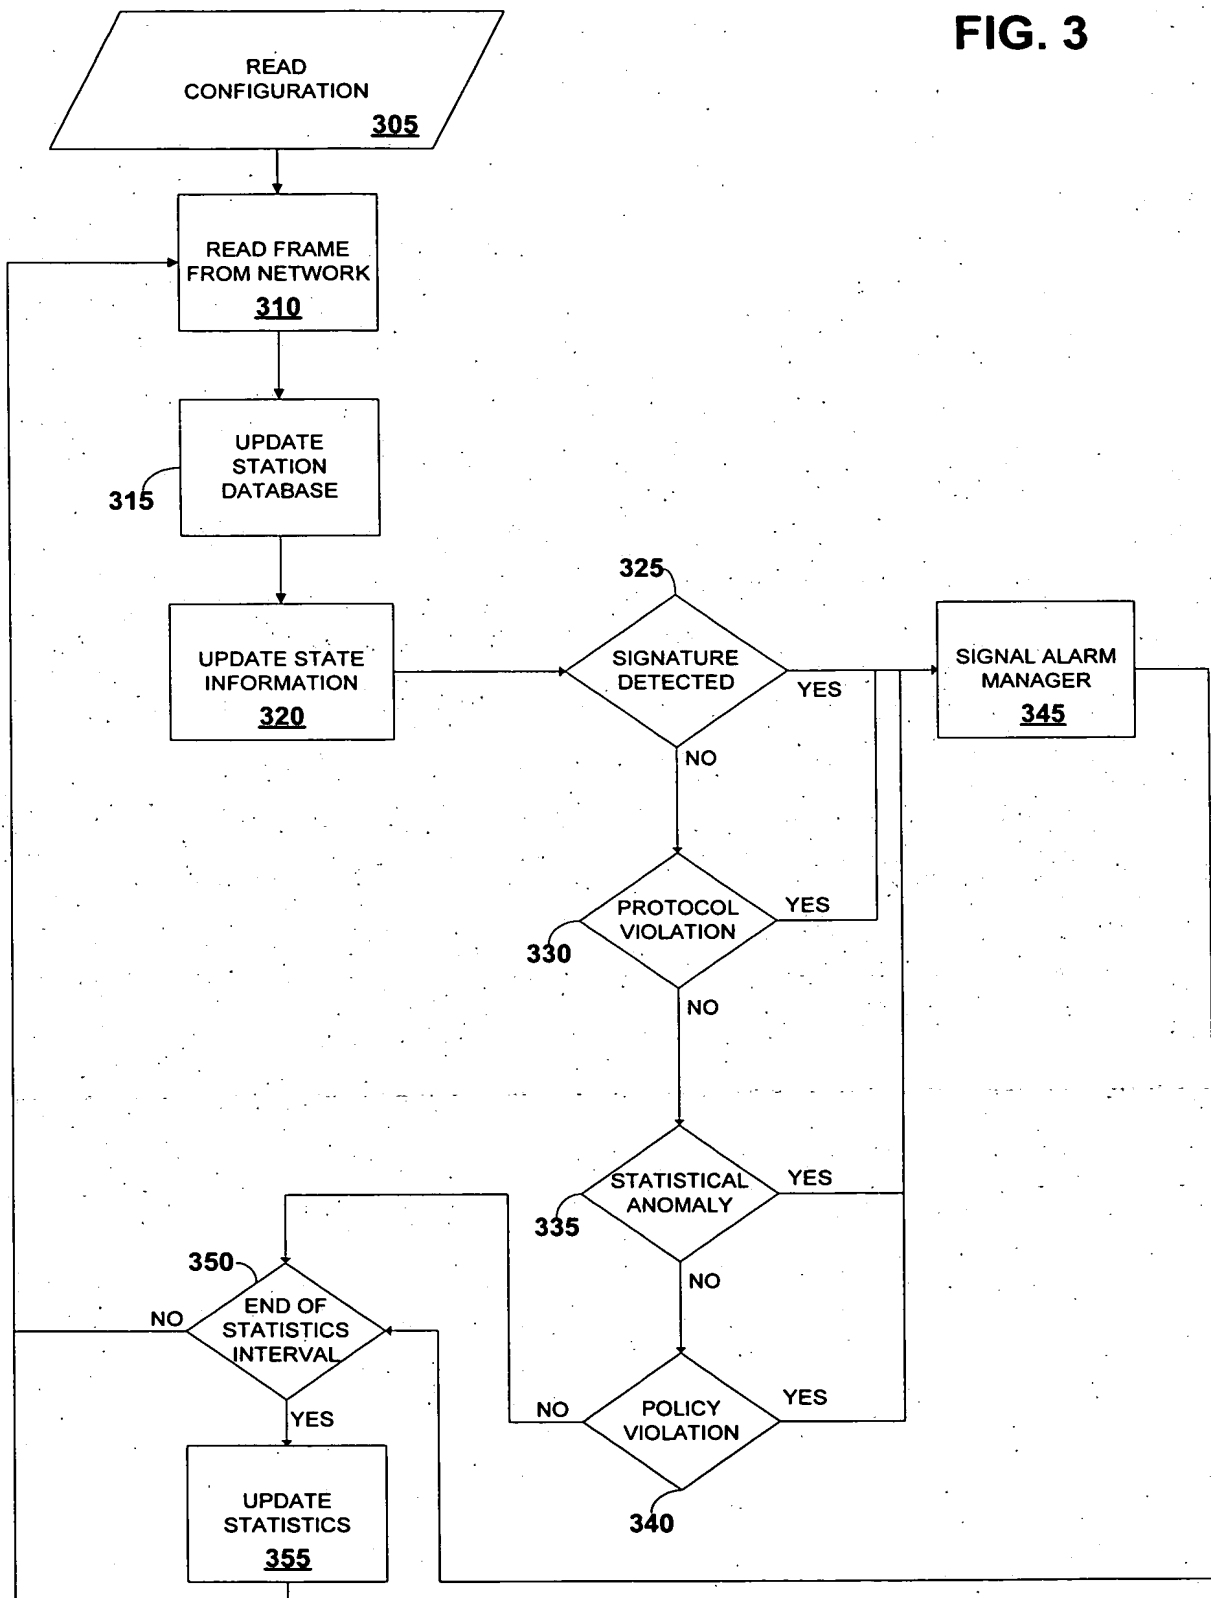 FIG. 3
READ
CONFIGURATION
305
READ FRAME
FROM NETWORK
310
UPDATE
STATION
DATABASE
315
325
UPDATE STATE
INFORMATION
320
SIGNATURE
DETECTED
YES
NO
SIGNAL ALARM
MANAGER
345
PROTOCOL
VIOLATION
YES
330
NO
STATISTICAL
ANOMALY
YES
335
NO
350
NO
END OF
STATISTICS
INTERVAL
YES
POLICY
VIOLATION
YES
NO
340
UPDATE
STATISTICS
355